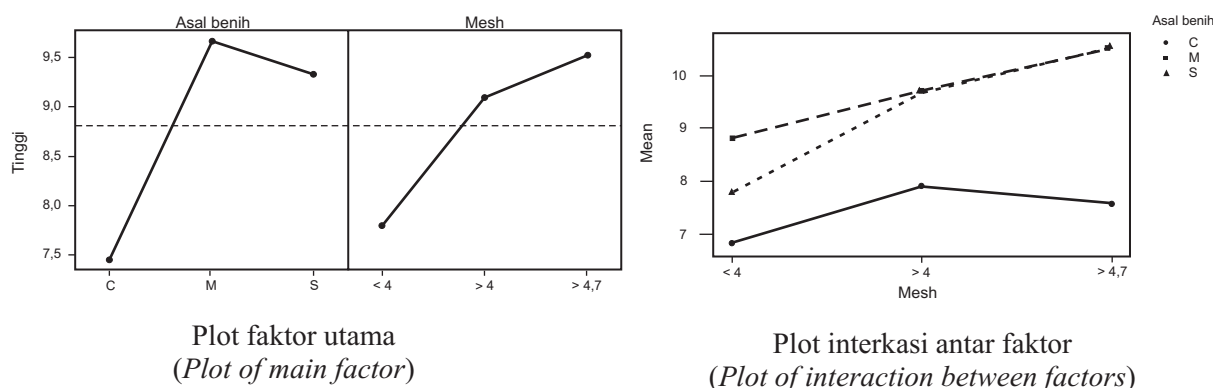 Asal benih
Mesh
Tinggi
9,5
9,0
8,5
8,0
7,5
C
M
S
< 4
> 4
> 4,7
Plot faktor utama
(Plot of main factor)
Asal benih
C
M
S
Mean
10
9
8
7
< 4
> 4
> 4,7
Mesh
Plot interkasi antar faktor
(Plot of interaction between factors)